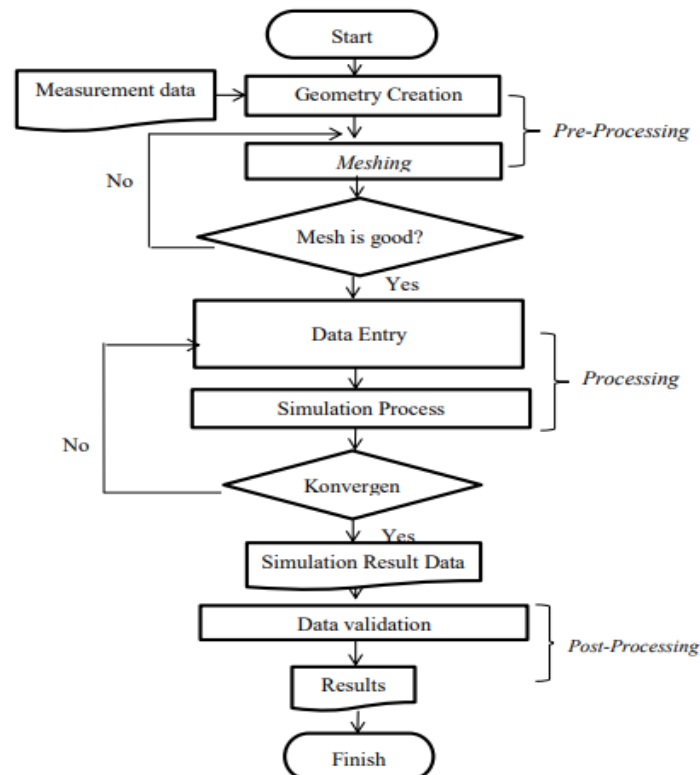 Start
Measurement data
Geometry Creation
Pre-Processing
Meshing
No
Mesh is good?
Yes
Data Entry
Processing
Simulation Process
No
Konvergen
Yes
Simulation Result Data
Data validation
Post-Processing
Results
Finish